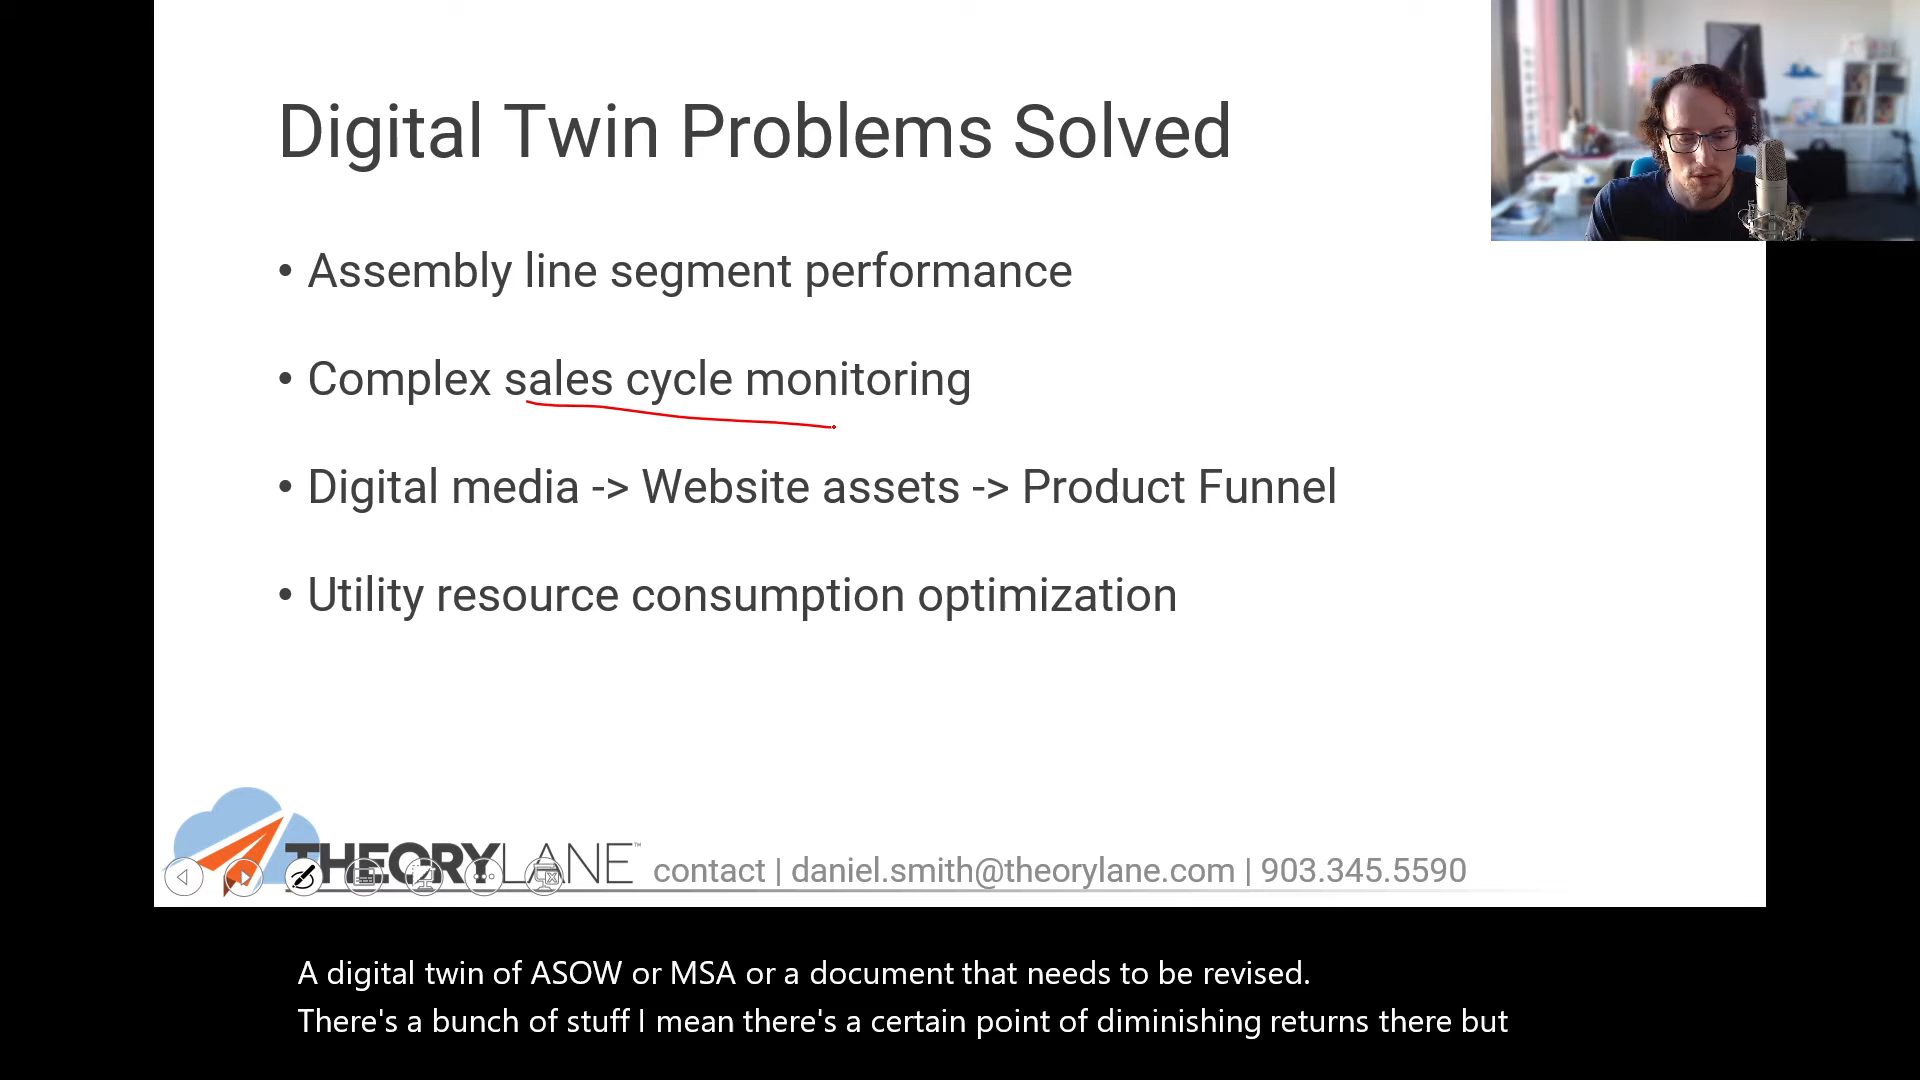 Digital Twin Problems Solved
• Assembly line segment performance
• Complex sales cycle monitoring
• Digital media -> Website assets -> Product Funnel
• Utility resource consumption optimization
THEORYLANE™ contact | daniel.smith@theorylane.com | 903.345.5590
A digital twin of ASOW or MSA or a document that needs to be revised.
There's a bunch of stuff I mean there's a certain point of diminishing returns there but